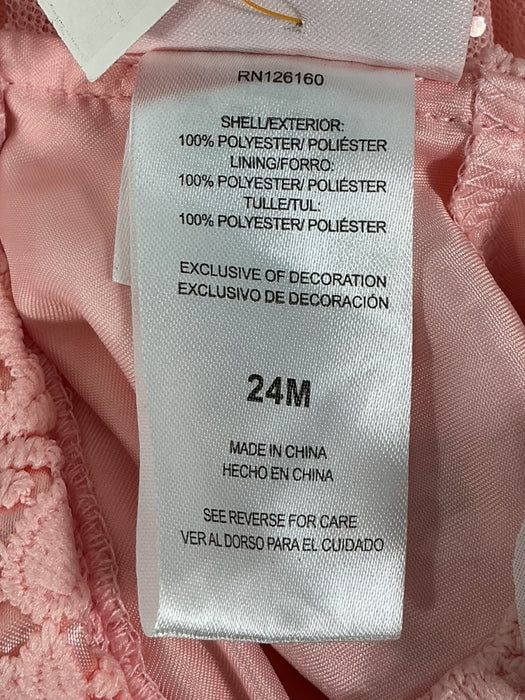 RN126160
SHELL/EXTERIOR:
100% POLYESTER/ POLIÉSTER
LINING/FORRO:
100% POLYESTER/ POLIÉSTER
TULLE/TUL:
100% POLYESTER/ POLIÉSTER
EXCLUSIVE OF DECORATION
EXCLUSIVO DE DECORACIÓN
24M
MADE IN CHINA
HECHO EN CHINA
SEE REVERSE FOR CARE
VER AL DORSO PARA EL CUIDADO